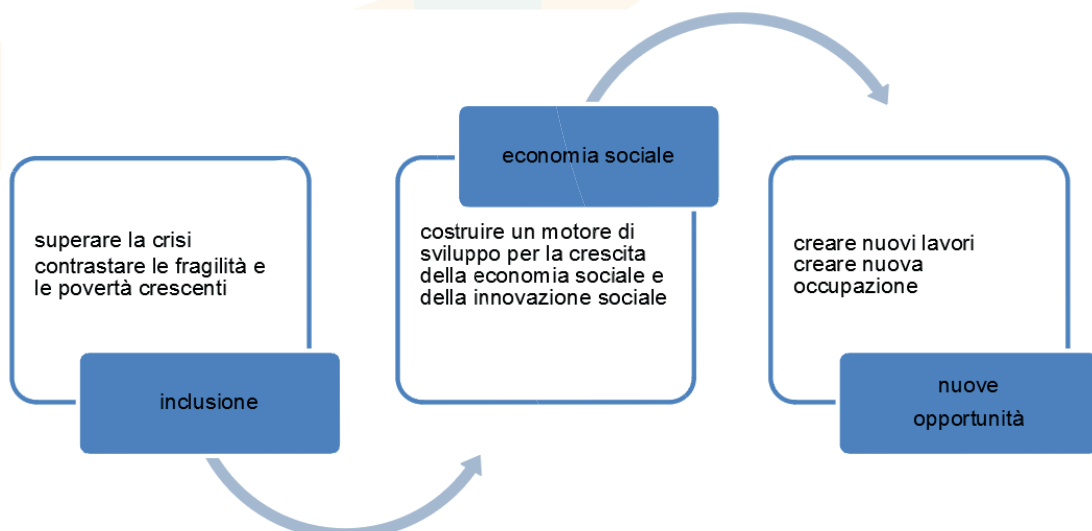 superare la crisi
contrastare le fragilità e
le povertà crescenti
inclusione
economia sociale
costruire un motore di
sviluppo per la crescita
della economia sociale e
della innovazione sociale
creare nuovi lavori
creare nuova
occupazione
nuove
opportunità